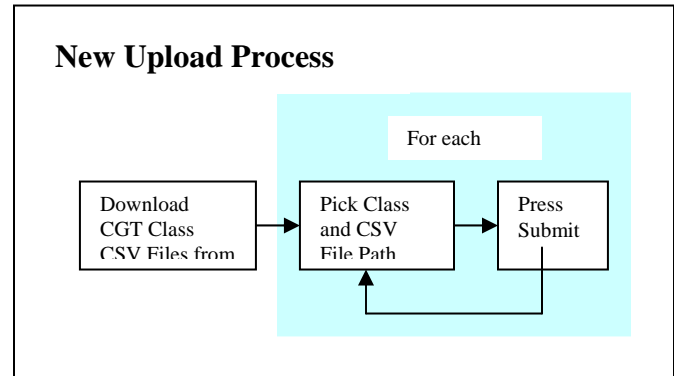 New Upload Process
For each
Download
CGT Class
CSV Files from
Pick Class
and CSV
File Path
Press
Submit